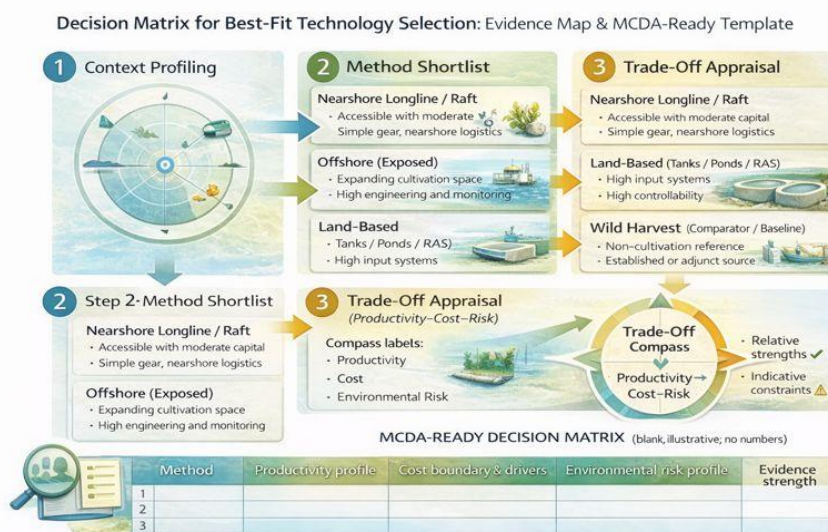 Decision Matrix for Best-Fit Technology Selection: Evidence Map & MCDA-Ready Template
1 Context Profiling
2 Method Shortlist
Nearshore Longline / Raft
• Accessible with moderate
Simple gear, nearshore logistics
Offshore (Exposed)
• Expanding cultivation space
• High engineering and monitoring
Land-Based
• Tanks / Ponds / RAS)
• High input systems
3 Trade-Off Appraisal
Nearshore Longline / Raft
• Accessible with moderate capital
• Simple gear, nearshore logistics
Land-Based (Tanks / Ponds / RAS)
• High input systems
• High controllability
Wild Harvest (Comparator / Baseline)
• Non-cultivation reference
• Established or adjunct source
2 Step 2·Method Shortlist
Nearshore Longline / Raft
• Accessible with moderate capital
• Simple gear, nearshore logistics
Offshore (Exposed)
• Expanding cultivation space
• High engineering and monitoring
3 Trade-Off Appraisal
(Productivity–Cost–Risk)
Compass labels:
• Productivity
• Cost
• Environmental Risk
Trade-Off
Compass
Productivity→
Cost–Risk
• Relative
strengths ✓
• Indicative
constraints ⚠
MCDA-READY DECISION MATRIX (blank, illustrative; no numbers)
Method Productivity profile Cost boundary & drivers Environmental risk profile Evidence
strength
1
2
3